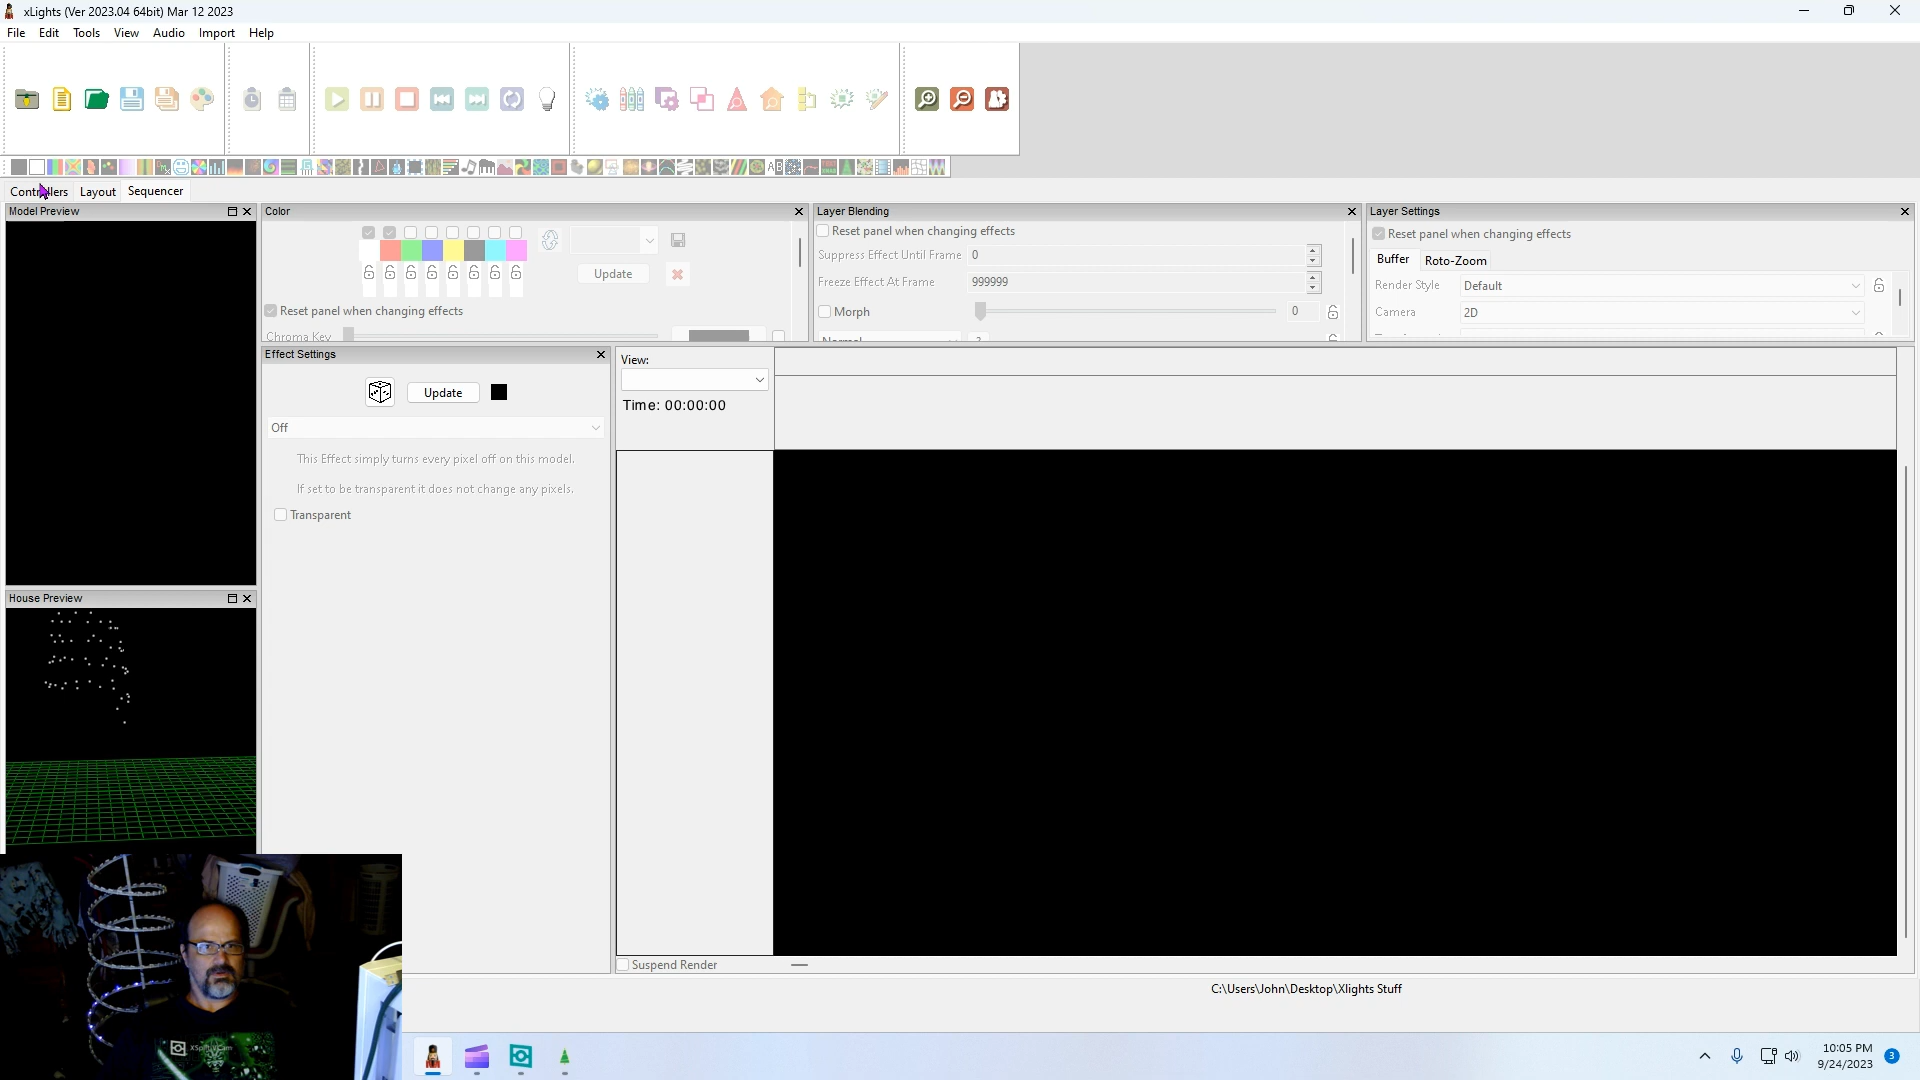 xLights (Ver 2023.04 64bit) Mar 12 2023
File Edit Tools View Audio Import Help
Controllers Layout Sequencer
Model Preview
Color
Layer Blending
Layer Settings
Reset panel when changing effects
Reset panel when changing effects
Suppress Effect Until Frame 0
Buffer Roto-Zoom
Update
Freeze Effect At Frame 999999
Render Style Default
Reset panel when changing effects
Morph 0
Camera 2D
Chroma Key
Normal
Effect Settings
View:
Update
Time: 00:00:00
Off
This Effect simply turns every pixel off on this model.
If set to be transparent it does not change any pixels.
Transparent
House Preview
Suspend Render
C:\Users\John\Desktop\Xlights Stuff
10:05 PM
9/24/2023
3